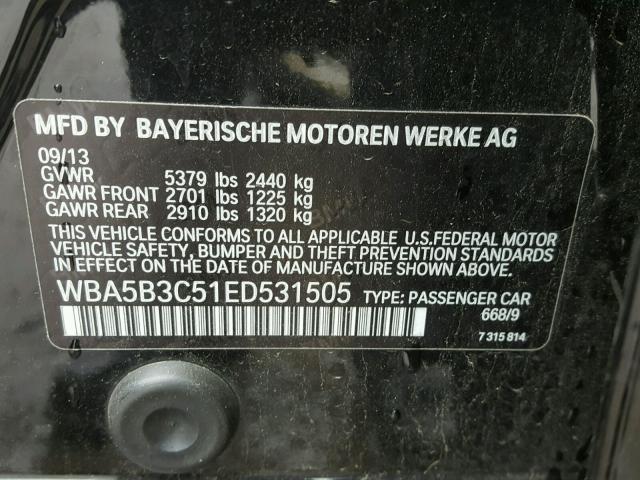 MFD BY BAYERISCHE MOTOREN WERKE AG
09/13
GVWR 5379 lbs 2440 kg
GAWR FRONT 2701 lbs 1225 kg
GAWR REAR 2910 lbs 1320 kg
THIS VEHICLE CONFORMS TO ALL APPLICABLE U.S.FEDERAL MOTOR
VEHICLE SAFETY, BUMPER AND THEFT PREVENTION STANDARDS
IN EFFECT ON THE DATE OF MANUFACTURE SHOWN ABOVE.
WBA5B3C51ED531505 TYPE: PASSENGER CAR
668/9
7 315 814